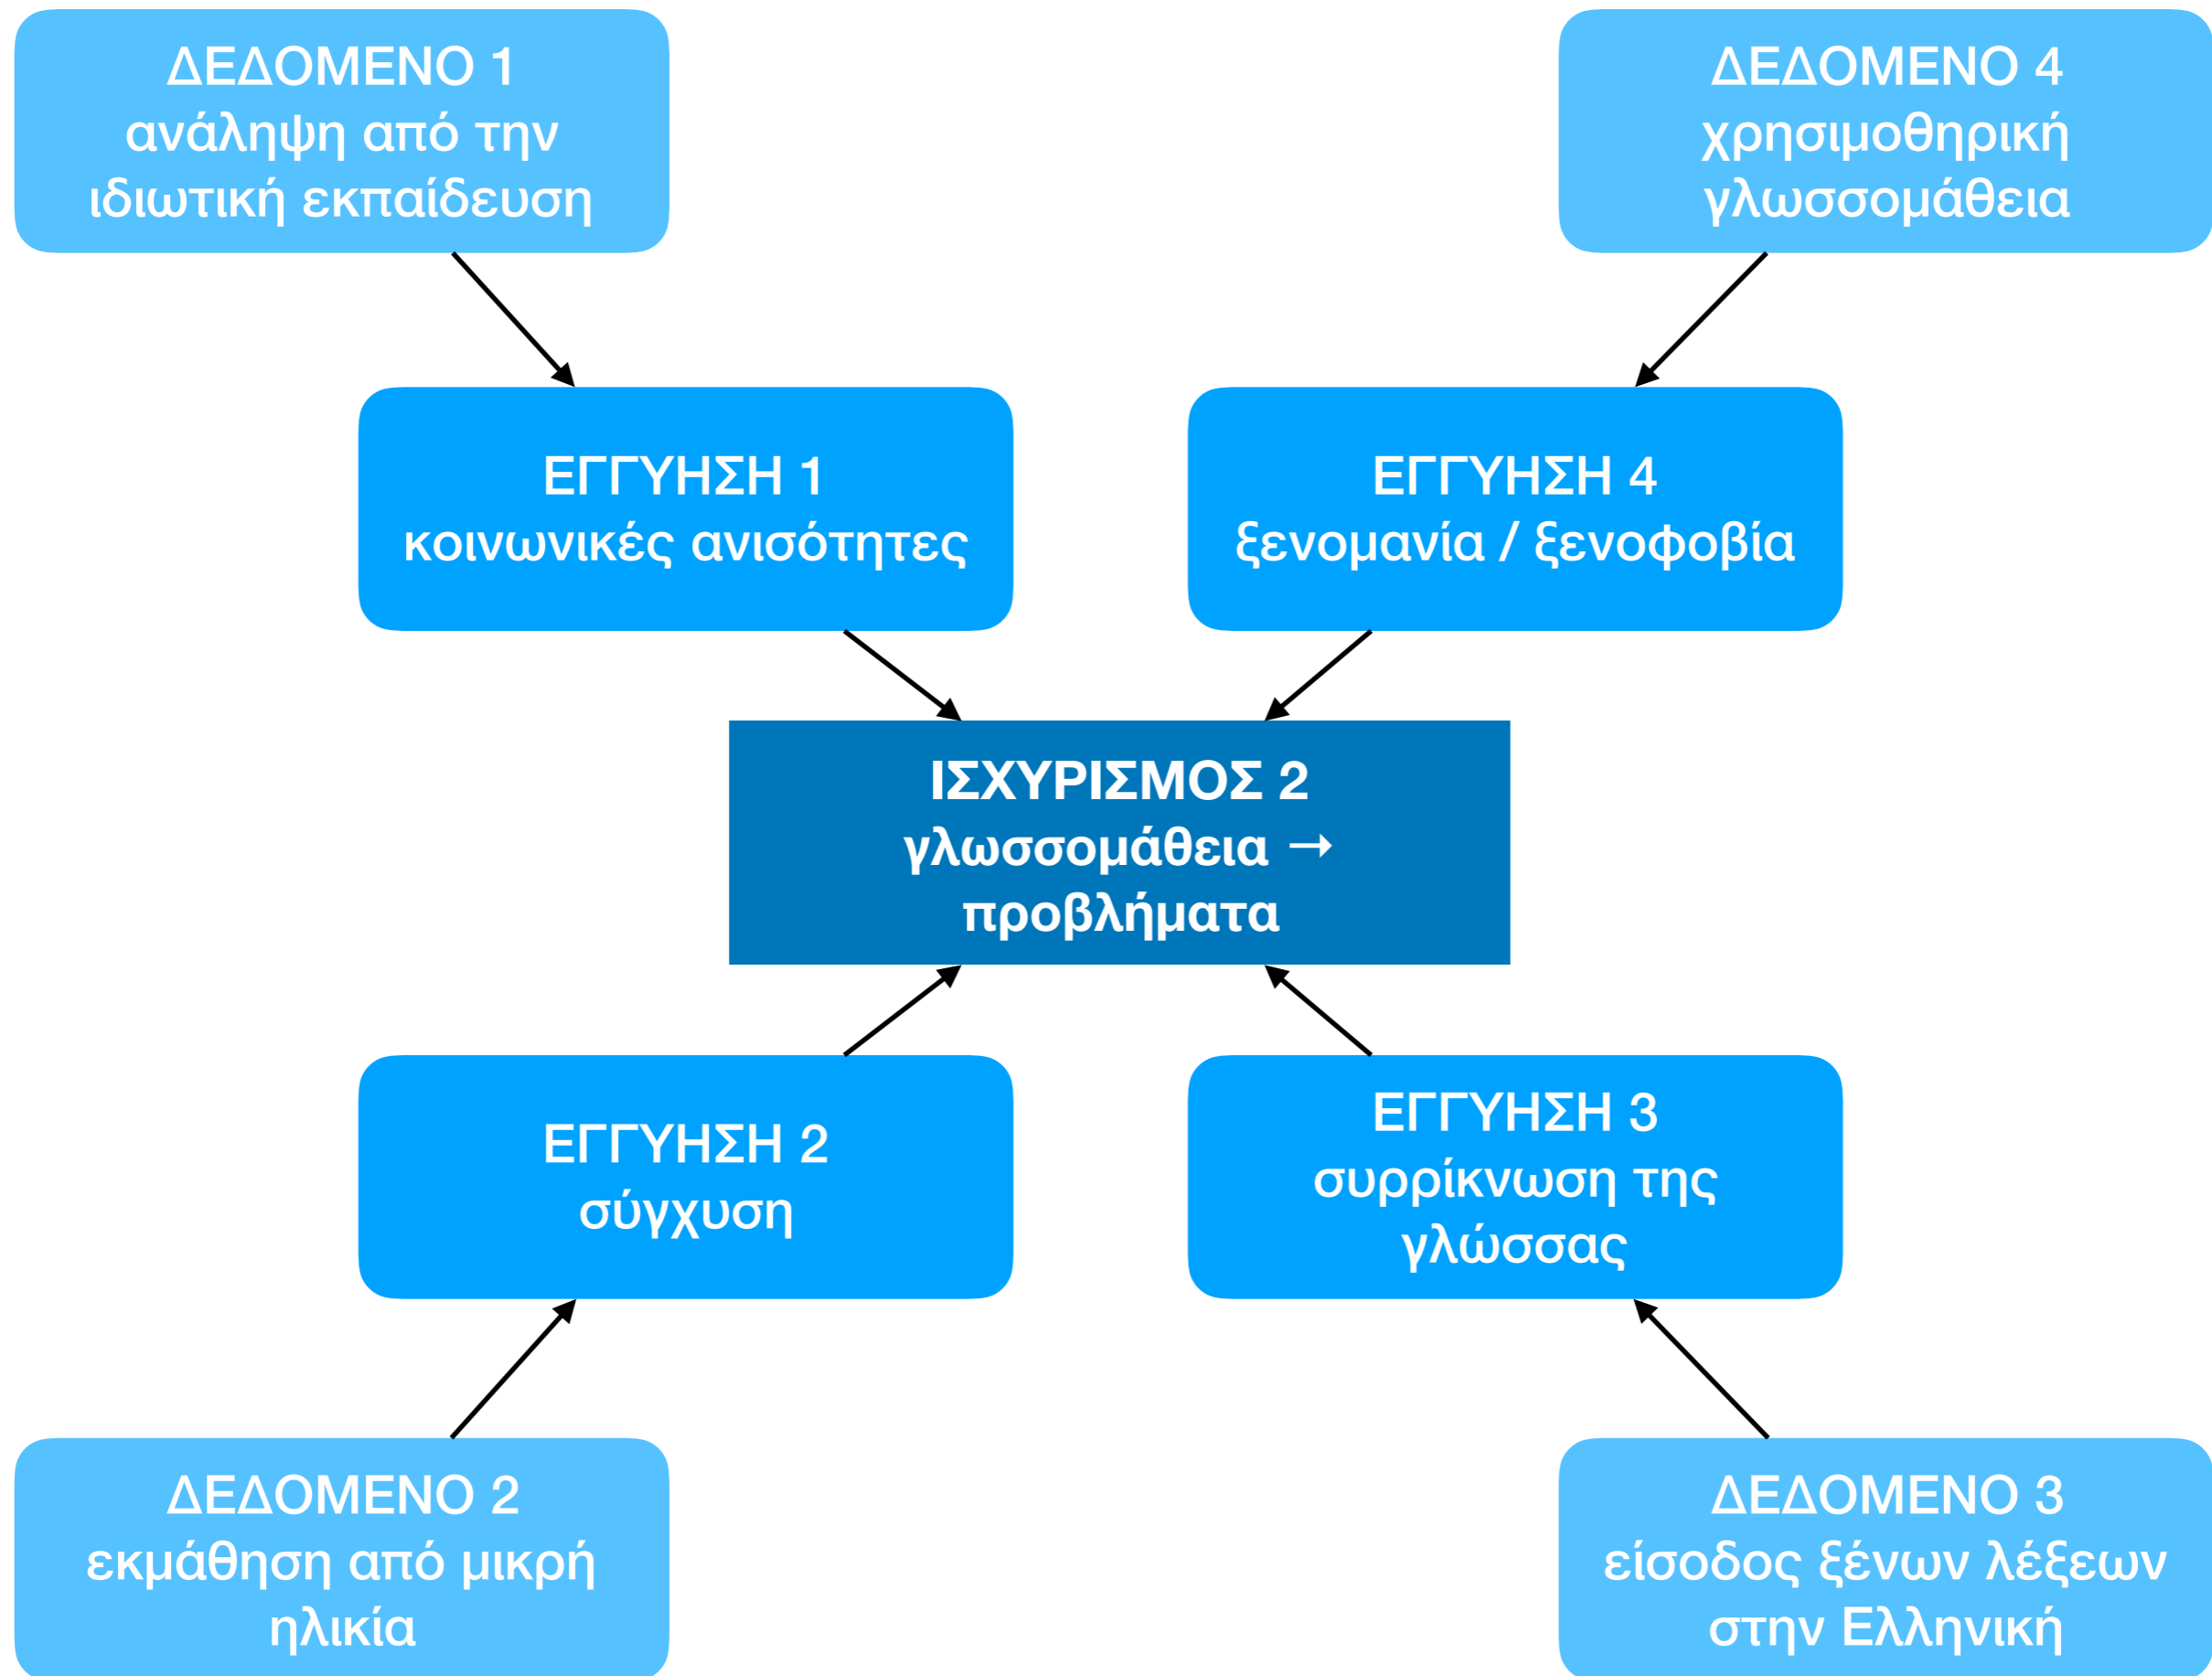 ΔΕΔΟΜΕΝΟ 1
ανάληψη από την
ιδιωτική εκπαίδευση
ΔΕΔΟΜΕΝΟ 4
χρησιμοθηρική
γλωσσομάθεια
ΕΓΓΥΗΣΗ 1
κοινωνικές ανισότητες
ΕΓΓΥΗΣΗ 4
ξενομανία / ξενοφοβία
ΙΣΧΥΡΙΣΜΟΣ 2
γλωσσομάθεια →
προβλήματα
ΕΓΓΥΗΣΗ 2
σύγχυση
ΕΓΓΥΗΣΗ 3
συρρίκνωση της
γλώσσας
ΔΕΔΟΜΕΝΟ 2
εκμάθηση από μικρή
ηλικία
ΔΕΔΟΜΕΝΟ 3
είσοδος ξένων λέξεων
στην Ελληνική